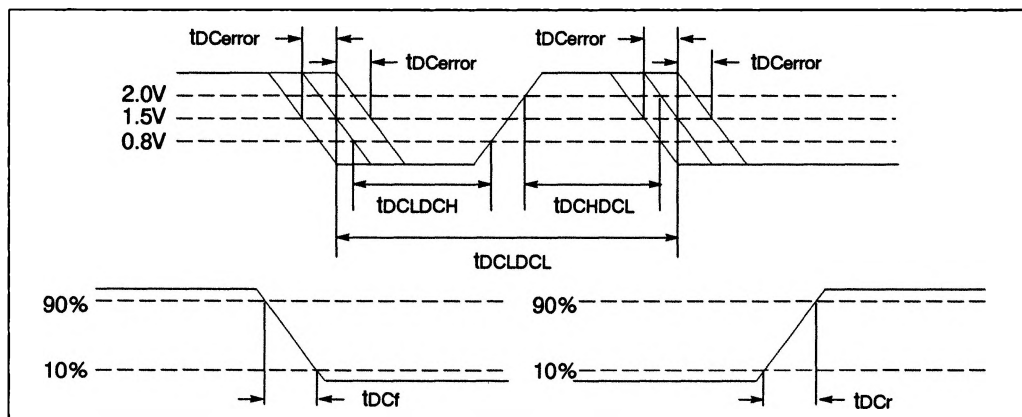 tDCerror tDCerror
tDCerror tDCerror
2.0V
1.5V
0.8V
tDCLDCH tDCHDCL
tDCLDCL
90% 90%
10% 10%
tDCf tDCr